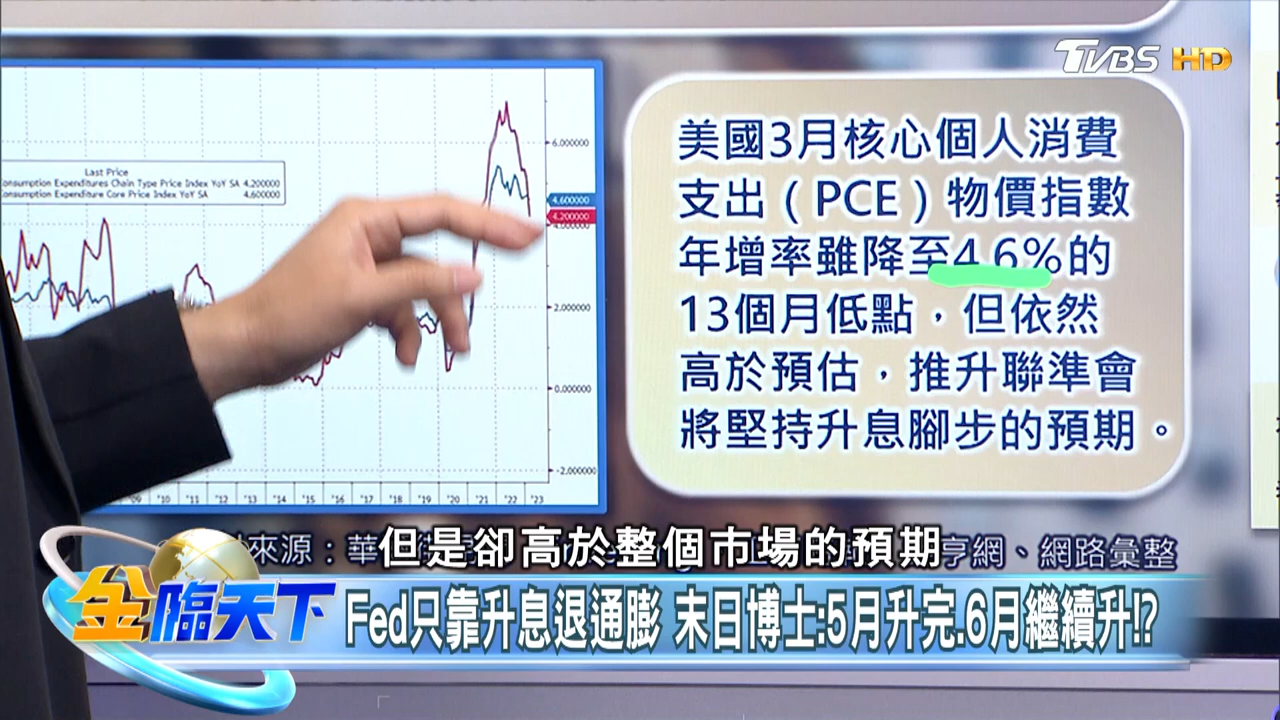 TVBS HD
美國3月核心個人消費
支出（PCE）物價指數
年增率雖降至4.6%的
13個月低點，但依然
高於預估，推升聯準會
將堅持升息腳步的預期。
Last Price
Consumption Expenditures Chain Type Price Index YoY SA 4.200000
Consumption Expenditures Core Price Index YoY SA 4.600000
6.000000
4.600000
4.200000
4.000000
2.000000
0.000000
-2.000000
'09 '10 '11 '12 '13 '14 '15 '16 '17 '18 '19 '20 '21 '22 '23
來源：華
亨網、網路彙整
但是卻高於整個市場的預期
金臨天下
Fed只靠升息退通膨 末日博士:5月升完.6月繼續升!?